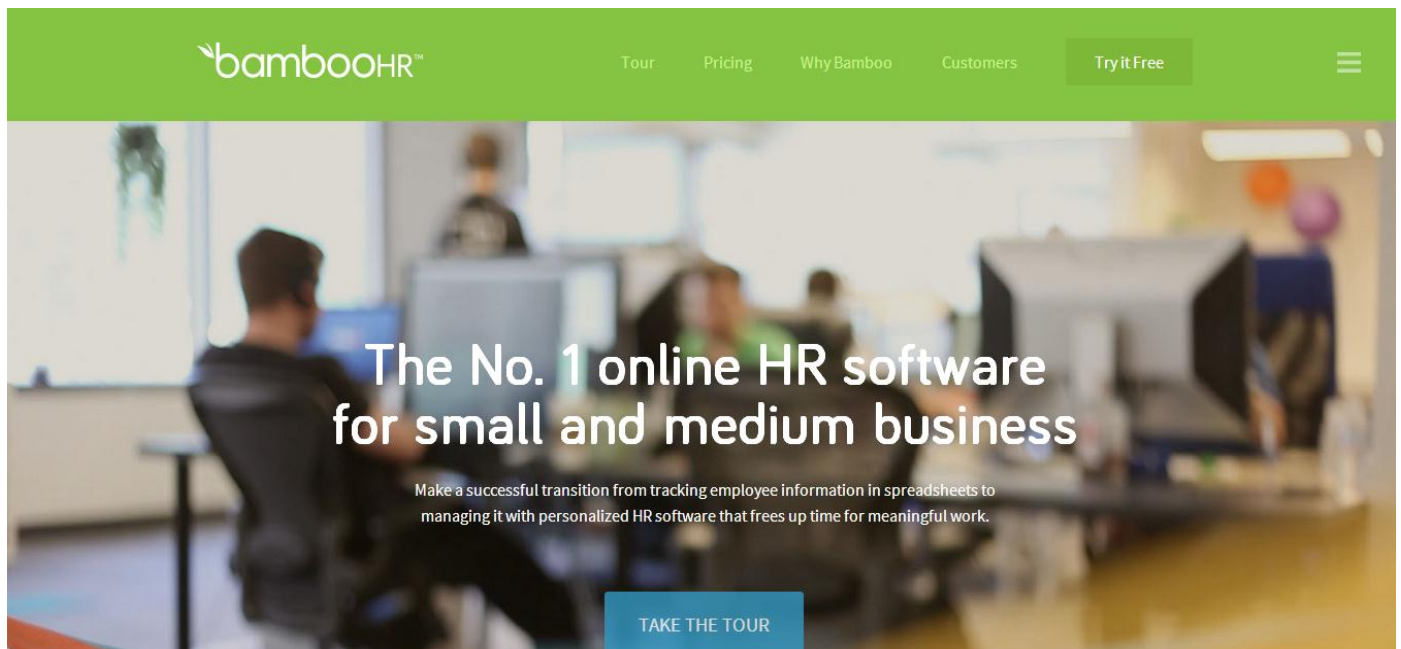 bambooHR™
Tour Pricing Why Bamboo Customers Try it Free
The No. 1 online HR software
for small and medium business
Make a successful transition from tracking employee information in spreadsheets to
managing it with personalized HR software that frees up time for meaningful work.
TAKE THE TOUR